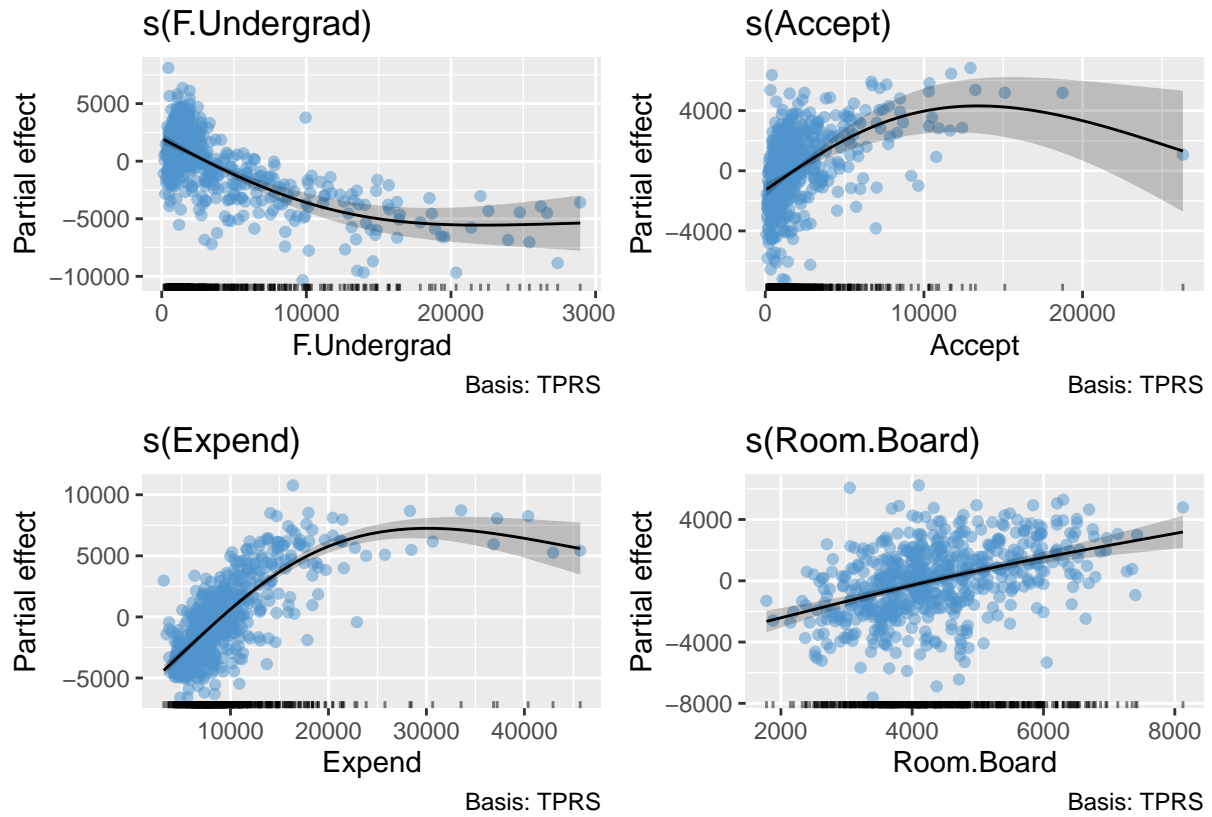 s(F.Undergrad)
Partial effect
5000
0
−5000
−10000
0 10000 20000 3000
F.Undergrad
Basis: TPRS
s(Accept)
Partial effect
4000
0
−4000
0 10000 20000
Accept
Basis: TPRS
s(Expend)
Partial effect
10000
5000
0
−5000
10000 20000 30000 40000
Expend
Basis: TPRS
s(Room.Board)
Partial effect
4000
0
−4000
−8000
2000 4000 6000 8000
Room.Board
Basis: TPRS